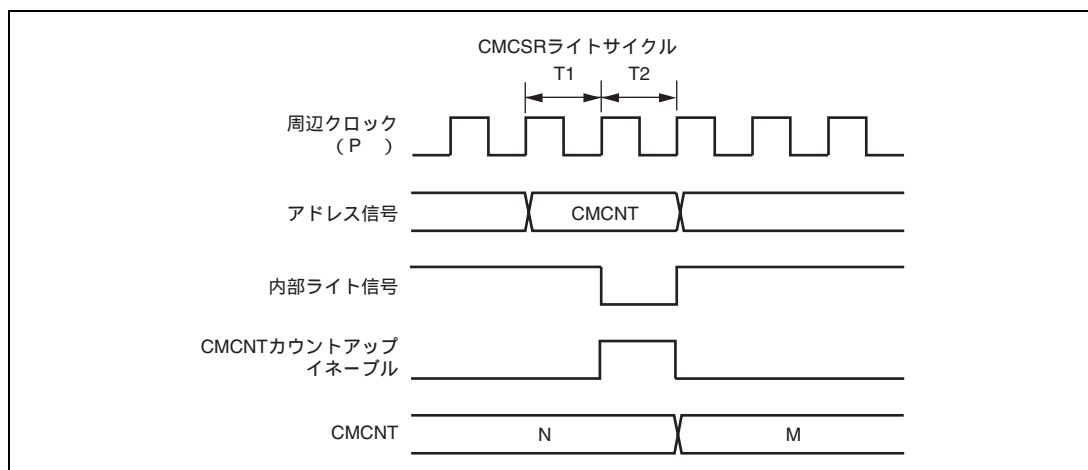 CMCSRライトサイクル
T1 T2
周辺クロック
（P　）
アドレス信号
CMCNT
内部ライト信号
CMCNTカウントアップ
イネーブル
CMCNT
N M